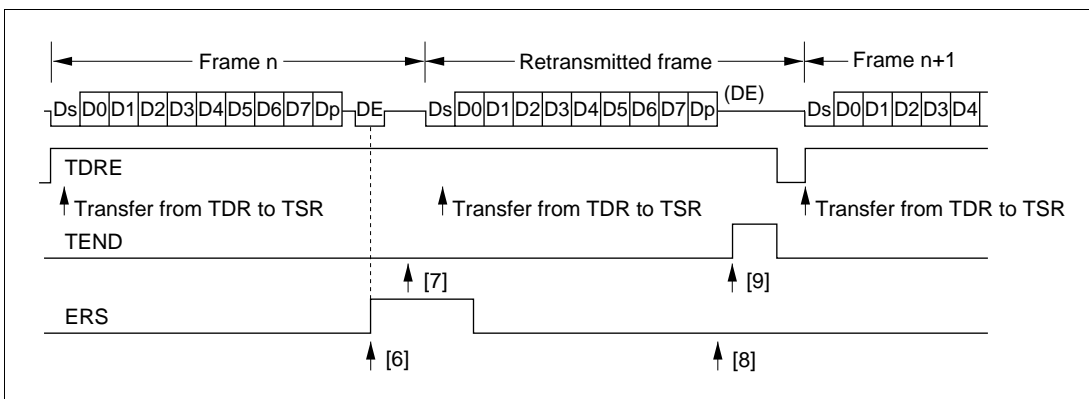 Frame n Retransmitted frame Frame n+1
(DE)
Ds D0 D1 D2 D3 D4 D5 D6 D7 Dp DE Ds D0 D1 D2 D3 D4 D5 D6 D7 Dp Ds D0 D1 D2 D3 D4
TDRE
Transfer from TDR to TSR Transfer from TDR to TSR Transfer from TDR to TSR
TEND
[7] [9]
ERS
[6] [8]